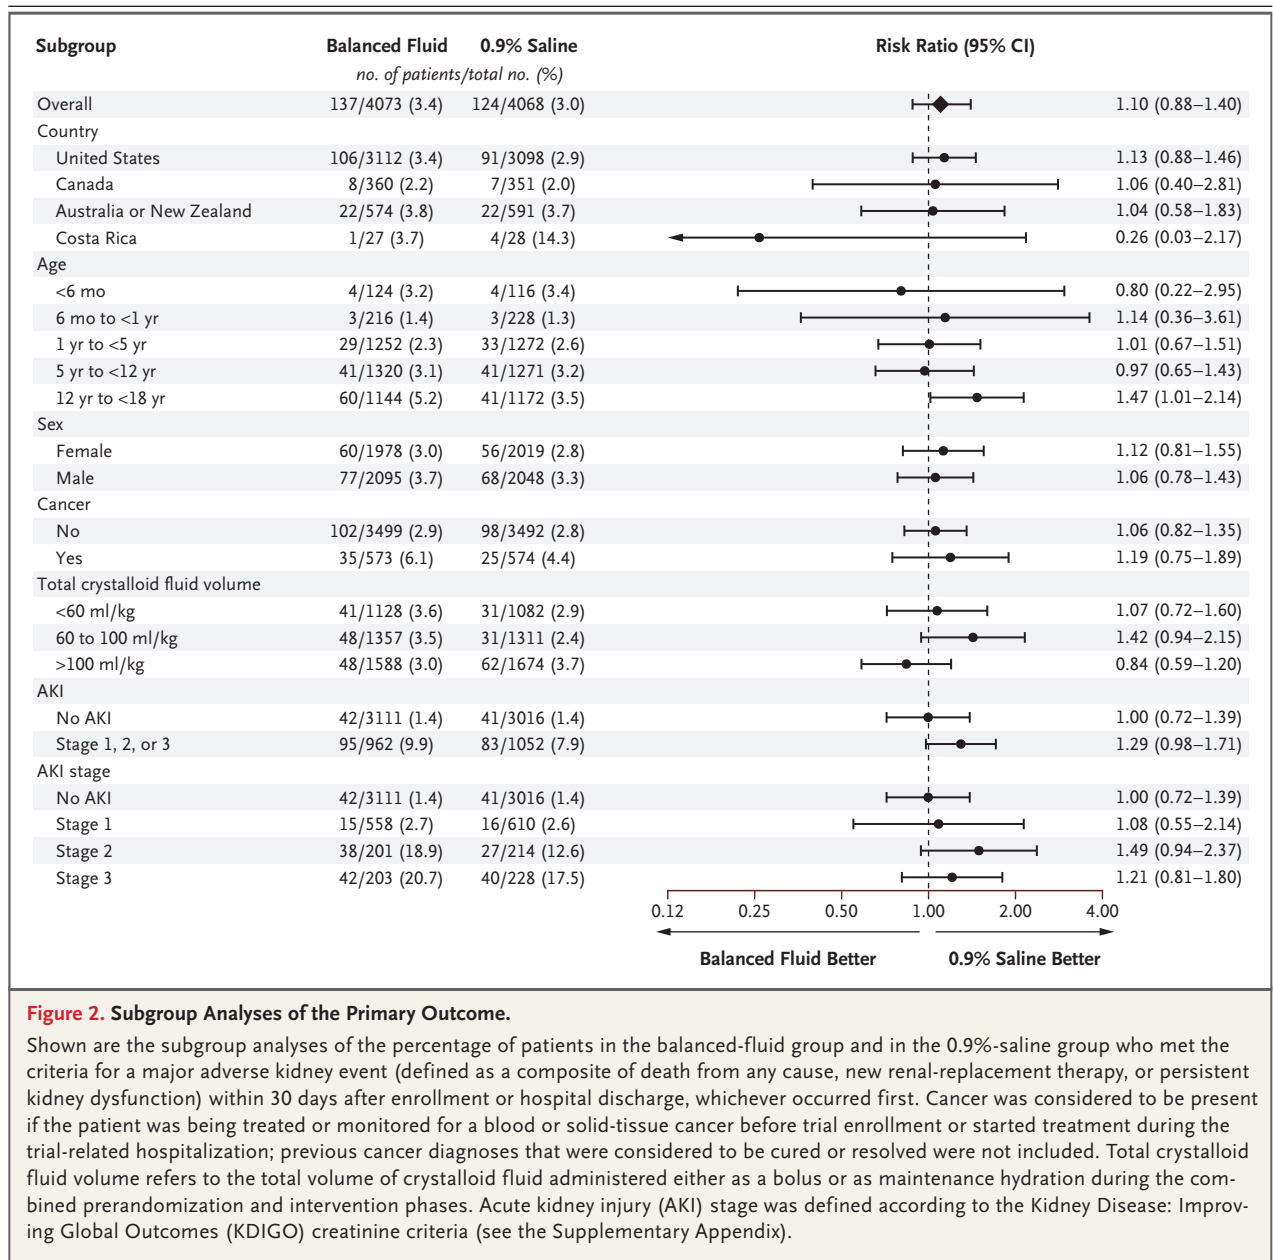 Subgroup Balanced Fluid 0.9% Saline Risk Ratio (95% CI)
no. of patients/total no. (%)
Overall 137/4073 (3.4) 124/4068 (3.0) 1.10 (0.88–1.40)
Country
United States 106/3112 (3.4) 91/3098 (2.9) 1.13 (0.88–1.46)
Canada 8/360 (2.2) 7/351 (2.0) 1.06 (0.40–2.81)
Australia or New Zealand 22/574 (3.8) 22/591 (3.7) 1.04 (0.58–1.83)
Costa Rica 1/27 (3.7) 4/28 (14.3) 0.26 (0.03–2.17)
Age
<6 mo 4/124 (3.2) 4/116 (3.4) 0.80 (0.22–2.95)
6 mo to <1 yr 3/216 (1.4) 3/228 (1.3) 1.14 (0.36–3.61)
1 yr to <5 yr 29/1252 (2.3) 33/1272 (2.6) 1.01 (0.67–1.51)
5 yr to <12 yr 41/1320 (3.1) 41/1271 (3.2) 0.97 (0.65–1.43)
12 yr to <18 yr 60/1144 (5.2) 41/1172 (3.5) 1.47 (1.01–2.14)
Sex
Female 60/1978 (3.0) 56/2019 (2.8) 1.12 (0.81–1.55)
Male 77/2095 (3.7) 68/2048 (3.3) 1.06 (0.78–1.43)
Cancer
No 102/3499 (2.9) 98/3492 (2.8) 1.06 (0.82–1.35)
Yes 35/573 (6.1) 25/574 (4.4) 1.19 (0.75–1.89)
Total crystalloid fluid volume
<60 ml/kg 41/1128 (3.6) 31/1082 (2.9) 1.07 (0.72–1.60)
60 to 100 ml/kg 48/1357 (3.5) 31/1311 (2.4) 1.42 (0.94–2.15)
>100 ml/kg 48/1588 (3.0) 62/1674 (3.7) 0.84 (0.59–1.20)
AKI
No AKI 42/3111 (1.4) 41/3016 (1.4) 1.00 (0.72–1.39)
Stage 1, 2, or 3 95/962 (9.9) 83/1052 (7.9) 1.29 (0.98–1.71)
AKI stage
No AKI 42/3111 (1.4) 41/3016 (1.4) 1.00 (0.72–1.39)
Stage 1 15/558 (2.7) 16/610 (2.6) 1.08 (0.55–2.14)
Stage 2 38/201 (18.9) 27/214 (12.6) 1.49 (0.94–2.37)
Stage 3 42/203 (20.7) 40/228 (17.5) 1.21 (0.81–1.80)
0.12 0.25 0.50 1.00 2.00 4.00
Balanced Fluid Better 0.9% Saline Better
Figure 2. Subgroup Analyses of the Primary Outcome.
Shown are the subgroup analyses of the percentage of patients in the balanced-fluid group and in the 0.9%-saline group who met the
criteria for a major adverse kidney event (defined as a composite of death from any cause, new renal-replacement therapy, or persistent
kidney dysfunction) within 30 days after enrollment or hospital discharge, whichever occurred first. Cancer was considered to be present
if the patient was being treated or monitored for a blood or solid-tissue cancer before trial enrollment or started treatment during the
trial-related hospitalization; previous cancer diagnoses that were considered to be cured or resolved were not included. Total crystalloid
fluid volume refers to the total volume of crystalloid fluid administered either as a bolus or as maintenance hydration during the com-
bined prerandomization and intervention phases. Acute kidney injury (AKI) stage was defined according to the Kidney Disease: Improv-
ing Global Outcomes (KDIGO) creatinine criteria (see the Supplementary Appendix).